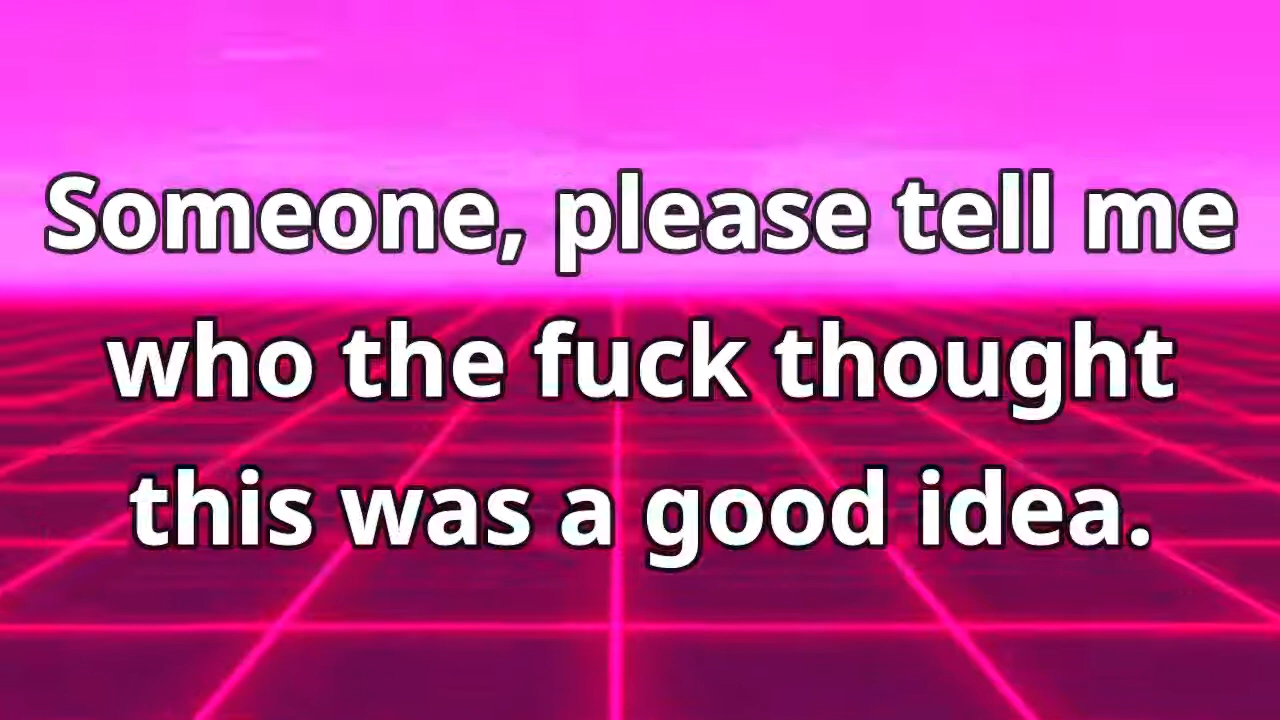 Someone, please tell me
who the fuck thought
this was a good idea.